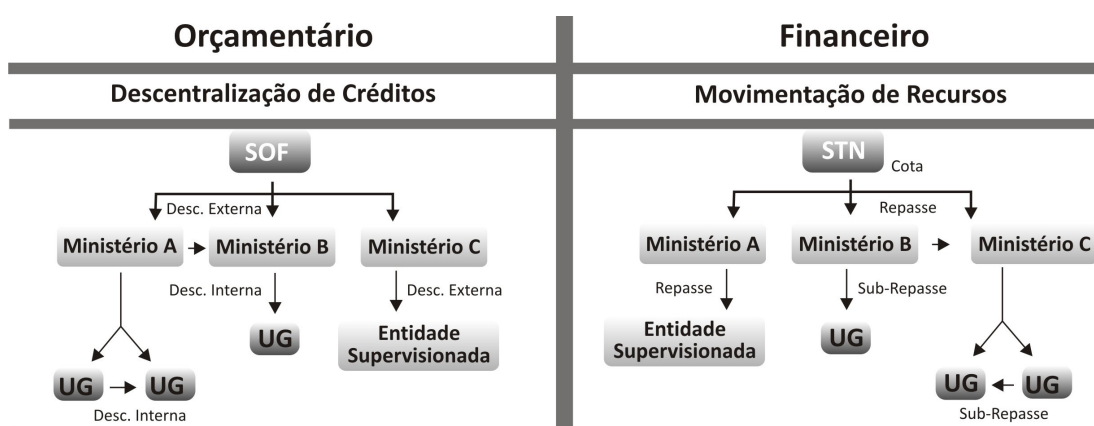 Orçamentário
Descentralização de Créditos
SOF
Desc. Externa
Ministério A
Ministério B
Ministério C
Desc. Interna
Desc. Externa
UG
Entidade
Supervisionada
UG
UG
Desc. Interna
Financeiro
Movimentação de Recursos
STN
Cota
Repasse
Ministério A
Ministério B
Ministério C
Repasse
Sub-Repasse
Entidade
Supervisionada
UG
UG
UG
Sub-Repasse